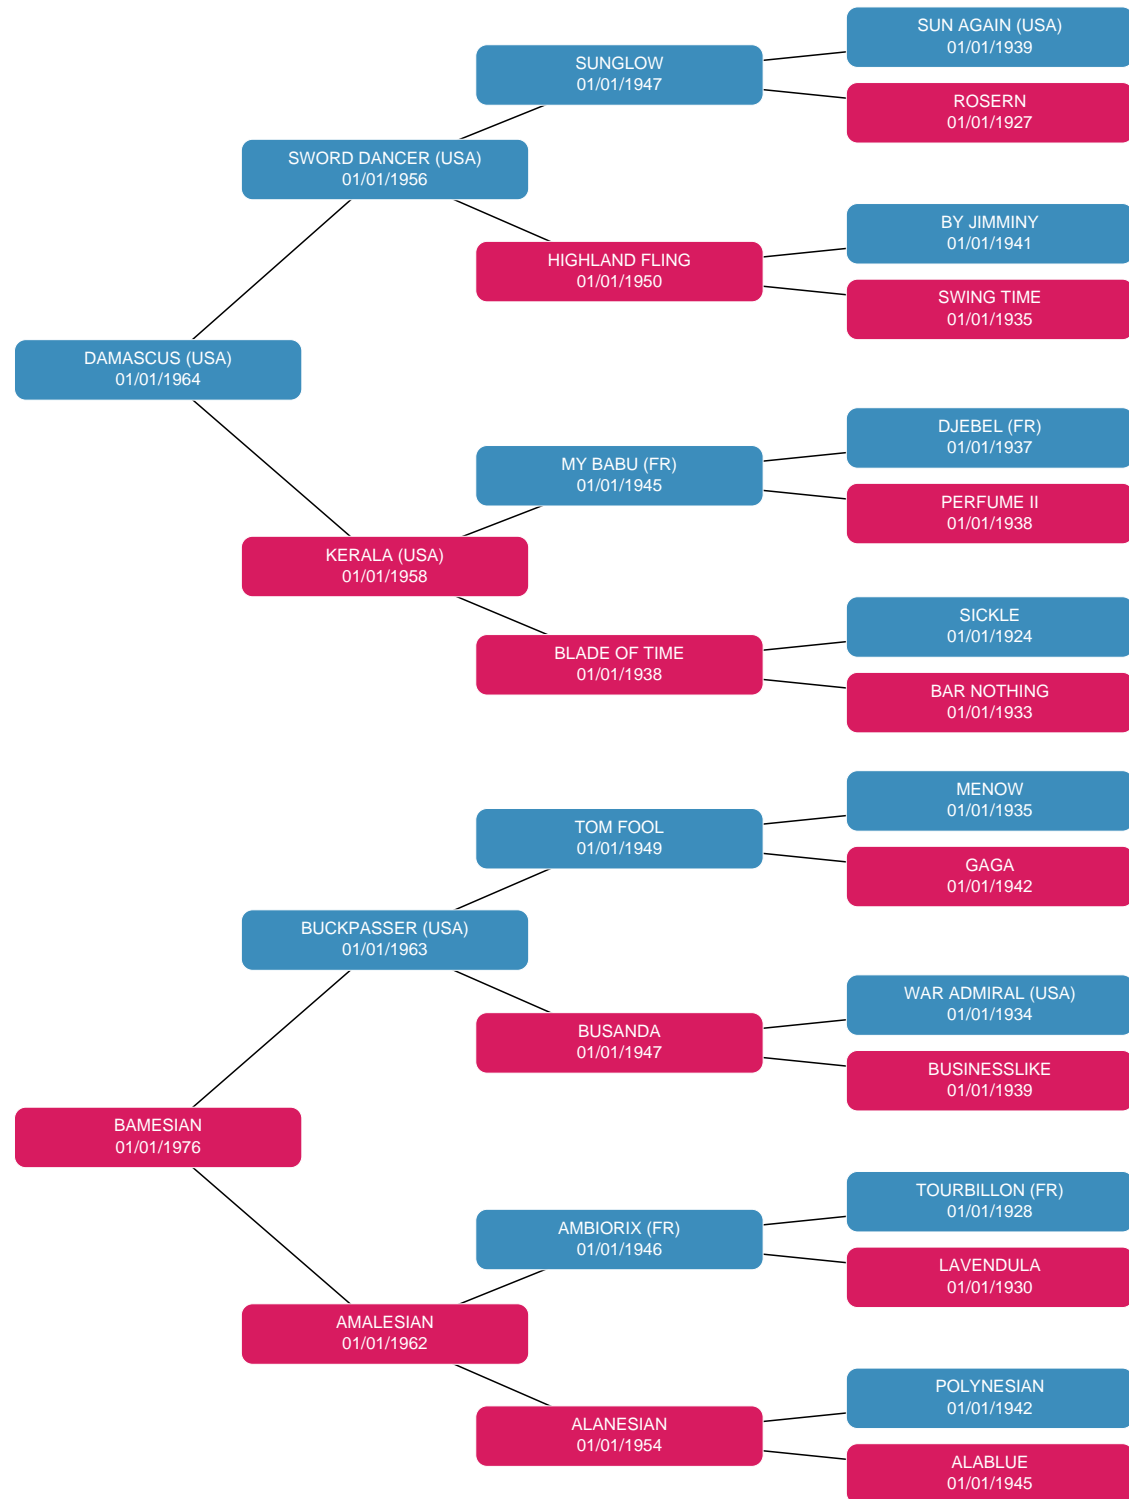 SUN AGAIN (USA)
01/01/1939
SUNGLOW
01/01/1947
ROSERN
01/01/1927
SWORD DANCER (USA)
01/01/1956
BY JIMMINY
01/01/1941
HIGHLAND FLING
01/01/1950
SWING TIME
01/01/1935
DAMASCUS (USA)
01/01/1964
DJEBEL (FR)
01/01/1937
MY BABU (FR)
01/01/1945
PERFUME II
01/01/1938
KERALA (USA)
01/01/1958
SICKLE
01/01/1924
BLADE OF TIME
01/01/1938
BAR NOTHING
01/01/1933
MENOW
01/01/1935
TOM FOOL
01/01/1949
GAGA
01/01/1942
BUCKPASSER (USA)
01/01/1963
WAR ADMIRAL (USA)
01/01/1934
BUSANDA
01/01/1947
BUSINESSLIKE
01/01/1939
BAMESIAN
01/01/1976
TOURBILLON (FR)
01/01/1928
AMBIORIX (FR)
01/01/1946
LAVENDULA
01/01/1930
AMALESIAN
01/01/1962
POLYNESIAN
01/01/1942
ALANESIAN
01/01/1954
ALABLUE
01/01/1945